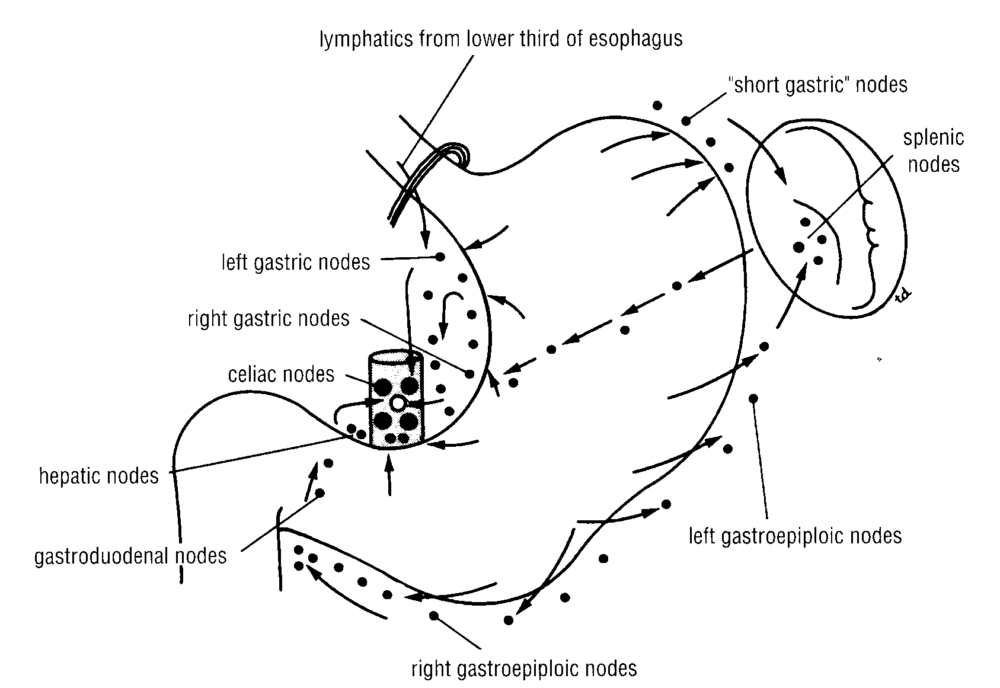 lymphatics from lower third of esophagus
"short gastric" nodes
splenic
nodes
left gastric nodes
right gastric nodes
celiac nodes
hepatic nodes
gastroduodenal nodes
left gastroepiploic nodes
right gastroepiploic nodes
td